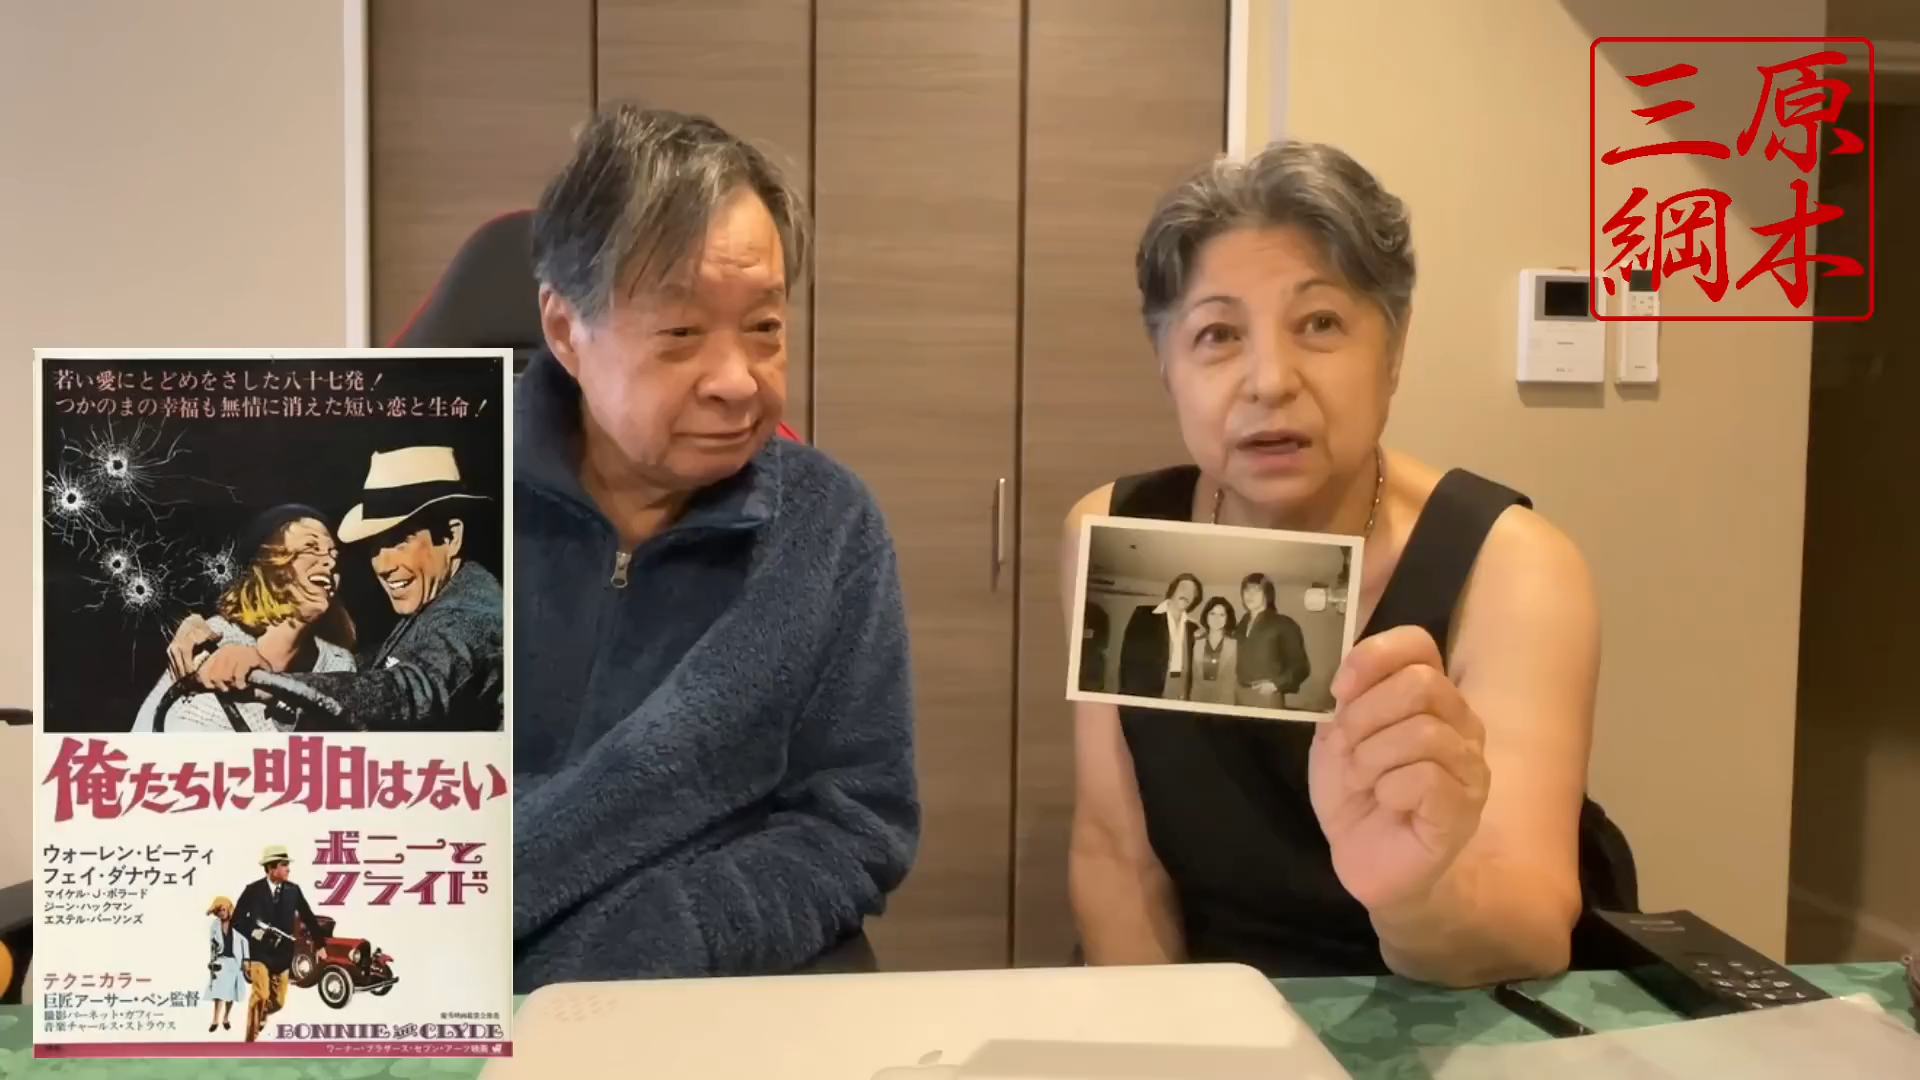 三原
綱木
若い愛にとどめをさした八十七発！
つかのまの幸福も無情に消えた短い恋と生命！
俺たちに明日はない
ボニーと
クライド
ウォーレン・ビーティ
フェイ・ダナウェイ
マイケル・J・ポラード
ジーン・ハックマン
エステル・パーソンズ
テクニカラー
巨匠アーサー・ペン監督
撮影バーネット・ガフィー
音楽チャールス・ストラウス
BONNIE AND CLYDE
ワーナー・ブラザース・セブン・アーツ映画